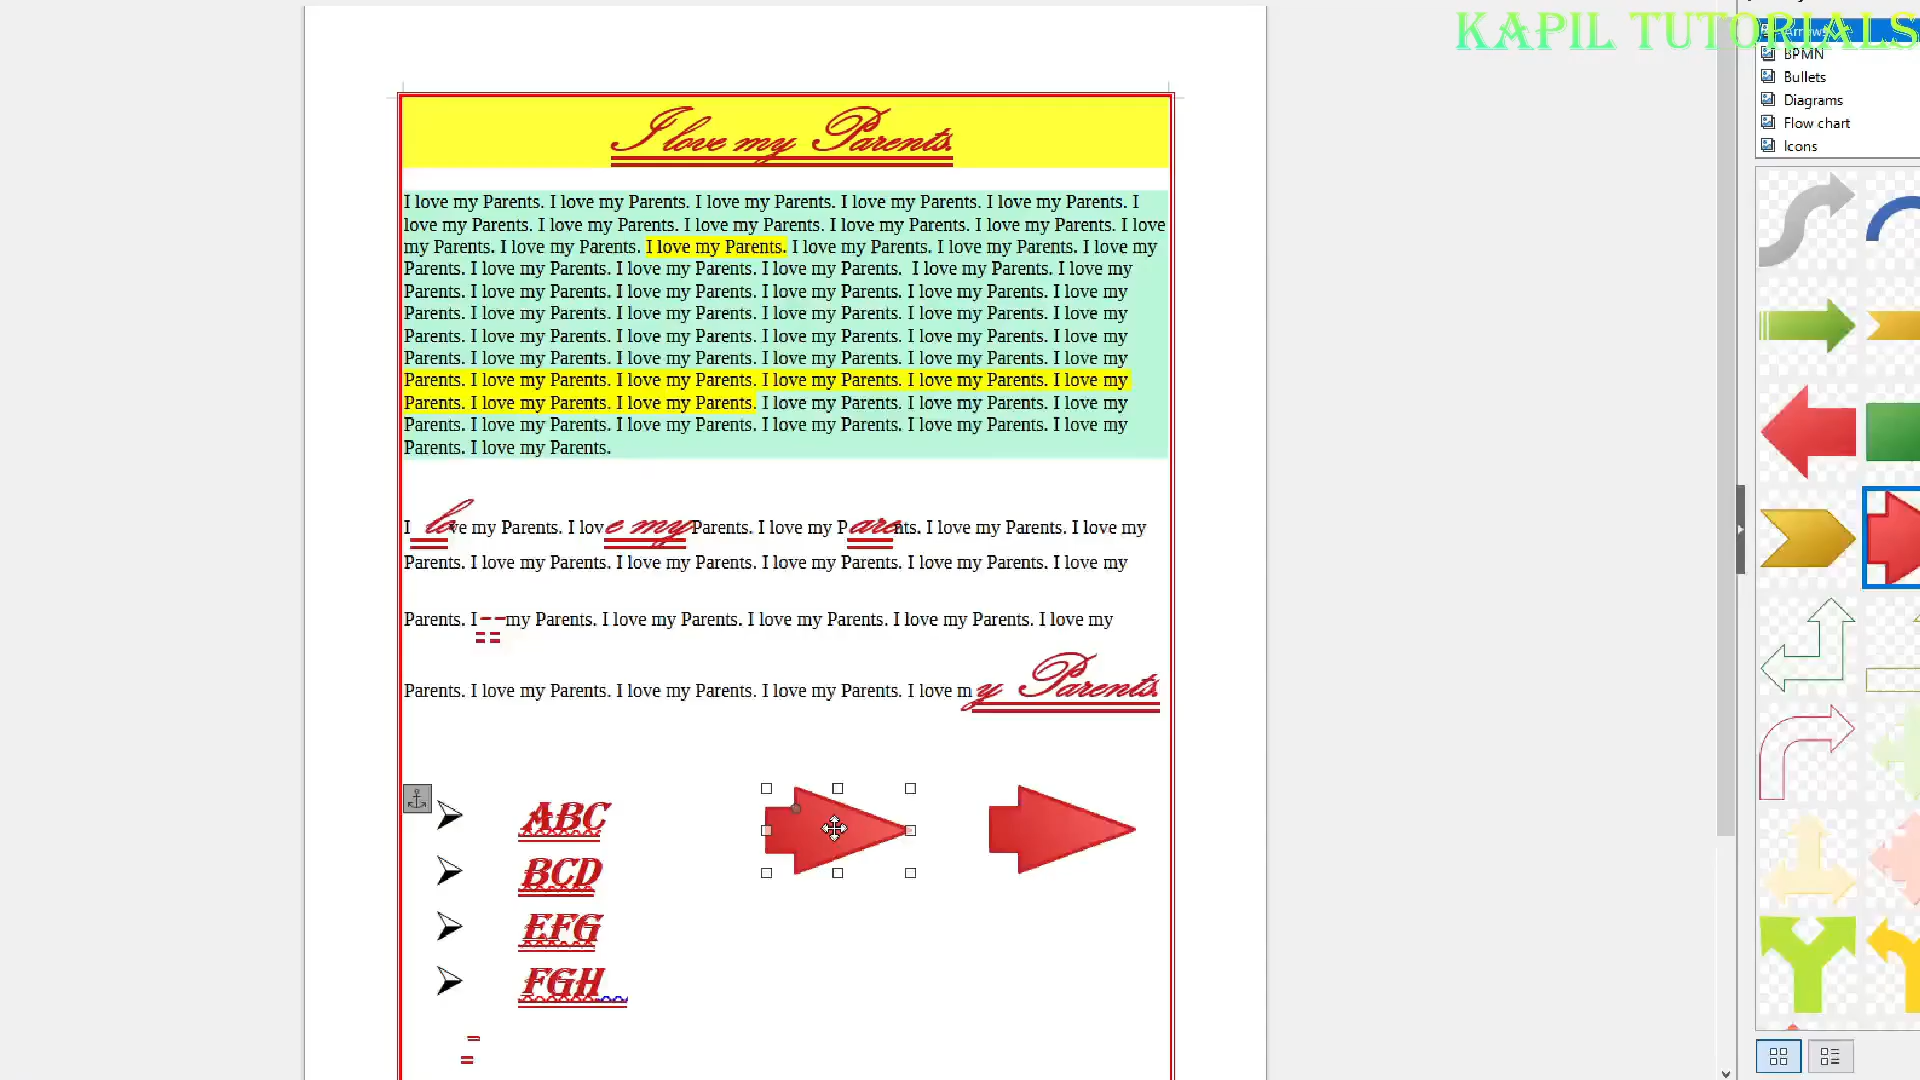 KAPIL TUTORIALS
Arrows
BPMN
Bullets
Diagrams
Flow chart
Icons
I love my Parents.
I love my Parents. I love my Parents. I love my Parents. I love my Parents. I love my Parents. I
love my Parents. I love my Parents. I love my Parents. I love my Parents. I love my Parents. I love
my Parents. I love my Parents. I love my Parents. I love my Parents. I love my Parents. I love my
Parents. I love my Parents. I love my Parents. I love my Parents.  I love my Parents. I love my
Parents. I love my Parents. I love my Parents. I love my Parents. I love my Parents. I love my
Parents. I love my Parents. I love my Parents. I love my Parents. I love my Parents. I love my
Parents. I love my Parents. I love my Parents. I love my Parents. I love my Parents. I love my
Parents. I love my Parents. I love my Parents. I love my Parents. I love my Parents. I love my
Parents. I love my Parents. I love my Parents. I love my Parents. I love my Parents. I love my
Parents. I love my Parents. I love my Parents. I love my Parents. I love my Parents. I love my
Parents. I love my Parents. I love my Parents. I love my Parents. I love my Parents. I love my
Parents. I love my Parents.
I love my Parents. I love my Parents. I love my Parents. I love my Parents. I love my
Parents. I love my Parents. I love my Parents. I love my Parents. I love my Parents. I love my
Parents. I -- my Parents. I love my Parents. I love my Parents. I love my Parents. I love my
Parents. I love my Parents. I love my Parents. I love my Parents. I love my Parents.
ABC
BCD
EFG
FGH